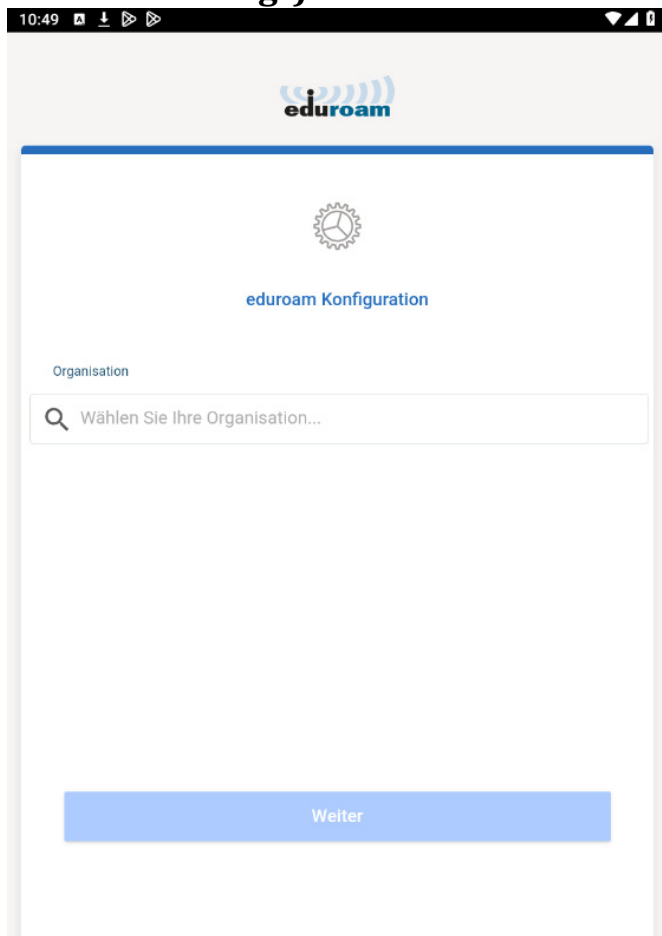 10:49
eduroam
eduroam Konfiguration
Organisation
Wählen Sie Ihre Organisation...
Weiter